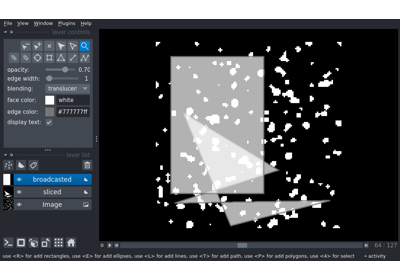 File View Window Plugins Help
layer controls
opacity: 0.70
edge width: 1
blending: translucen
face color: white
edge color: #777777ff
display text:
layer list
broadcasted
sliced
Image
64 127
use <R> for add rectangles, use <E> for add ellipses, use <L> for add lines, use <T> for add path, use <P> for add polygons, use <A> for select
activity